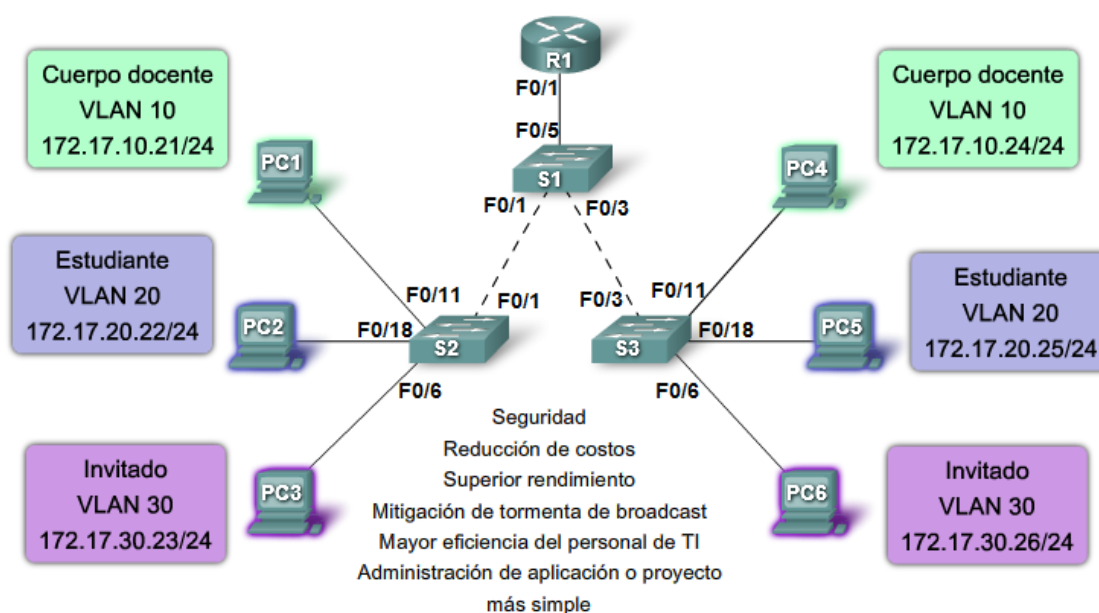 R1
F0/1
F0/5
S1
F0/1
F0/3
Cuerpo docente
VLAN 10
172.17.10.21/24
PC1
Cuerpo docente
VLAN 10
172.17.10.24/24
PC4
Estudiante
VLAN 20
172.17.20.22/24
PC2
Estudiante
VLAN 20
172.17.20.25/24
PC5
F0/11
F0/1
F0/18
S2
F0/6
F0/3
F0/11
F0/18
S3
F0/6
Invitado
VLAN 30
172.17.30.23/24
PC3
Invitado
VLAN 30
172.17.30.26/24
PC6
Seguridad
Reducción de costos
Superior rendimiento
Mitigación de tormenta de broadcast
Mayor eficiencia del personal de TI
Administración de aplicación o proyecto
más simple